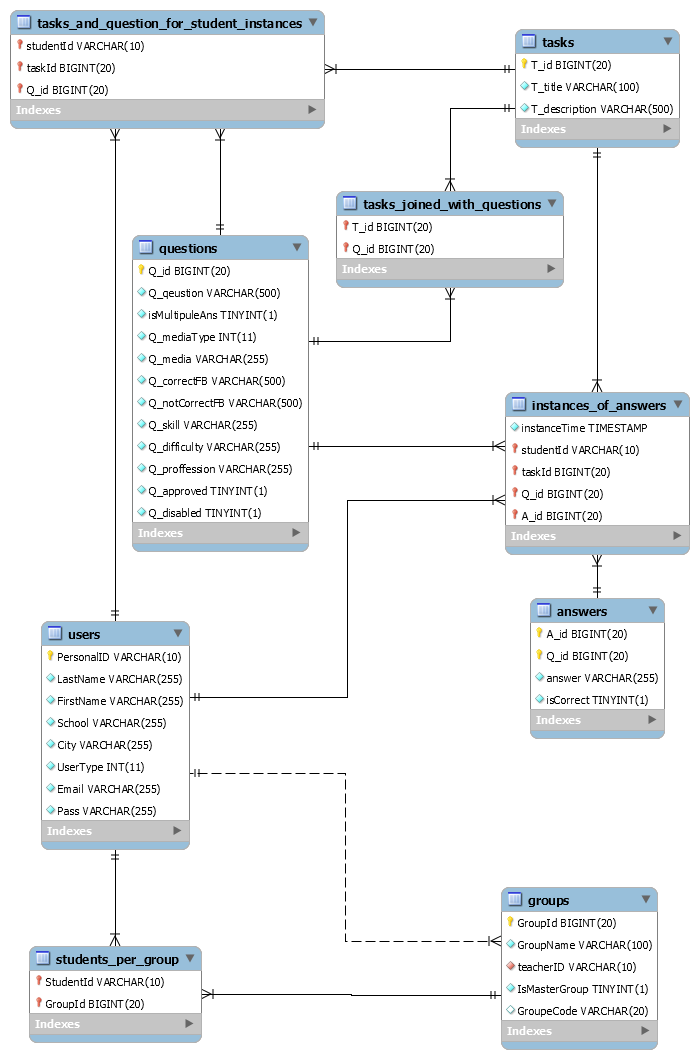 tasks_and_question_for_student_instances
studentId VARCHAR(10)
taskId BIGINT(20)
Q_id BIGINT(20)
Indexes
tasks
T_id BIGINT(20)
T_title VARCHAR(100)
T_description VARCHAR(500)
Indexes
tasks_joined_with_questions
T_id BIGINT(20)
Q_id BIGINT(20)
Indexes
questions
Q_id BIGINT(20)
Q_qeustion VARCHAR(500)
isMultipuleAns TINYINT(1)
Q_mediaType INT(11)
Q_media VARCHAR(255)
Q_correctFB VARCHAR(500)
Q_notCorrectFB VARCHAR(500)
Q_skill VARCHAR(255)
Q_difficulty VARCHAR(255)
Q_proffession VARCHAR(255)
Q_approved TINYINT(1)
Q_disabled TINYINT(1)
Indexes
instances_of_answers
instanceTime TIMESTAMP
studentId VARCHAR(10)
taskId BIGINT(20)
Q_id BIGINT(20)
A_id BIGINT(20)
Indexes
answers
A_id BIGINT(20)
Q_id BIGINT(20)
answer VARCHAR(255)
isCorrect TINYINT(1)
Indexes
users
PersonalID VARCHAR(10)
LastName VARCHAR(255)
FirstName VARCHAR(255)
School VARCHAR(255)
City VARCHAR(255)
UserType INT(11)
Email VARCHAR(255)
Pass VARCHAR(255)
Indexes
groups
GroupId BIGINT(20)
GroupName VARCHAR(100)
teacherID VARCHAR(10)
IsMasterGroup TINYINT(1)
GroupeCode VARCHAR(20)
Indexes
students_per_group
StudentId VARCHAR(10)
GroupId BIGINT(20)
Indexes